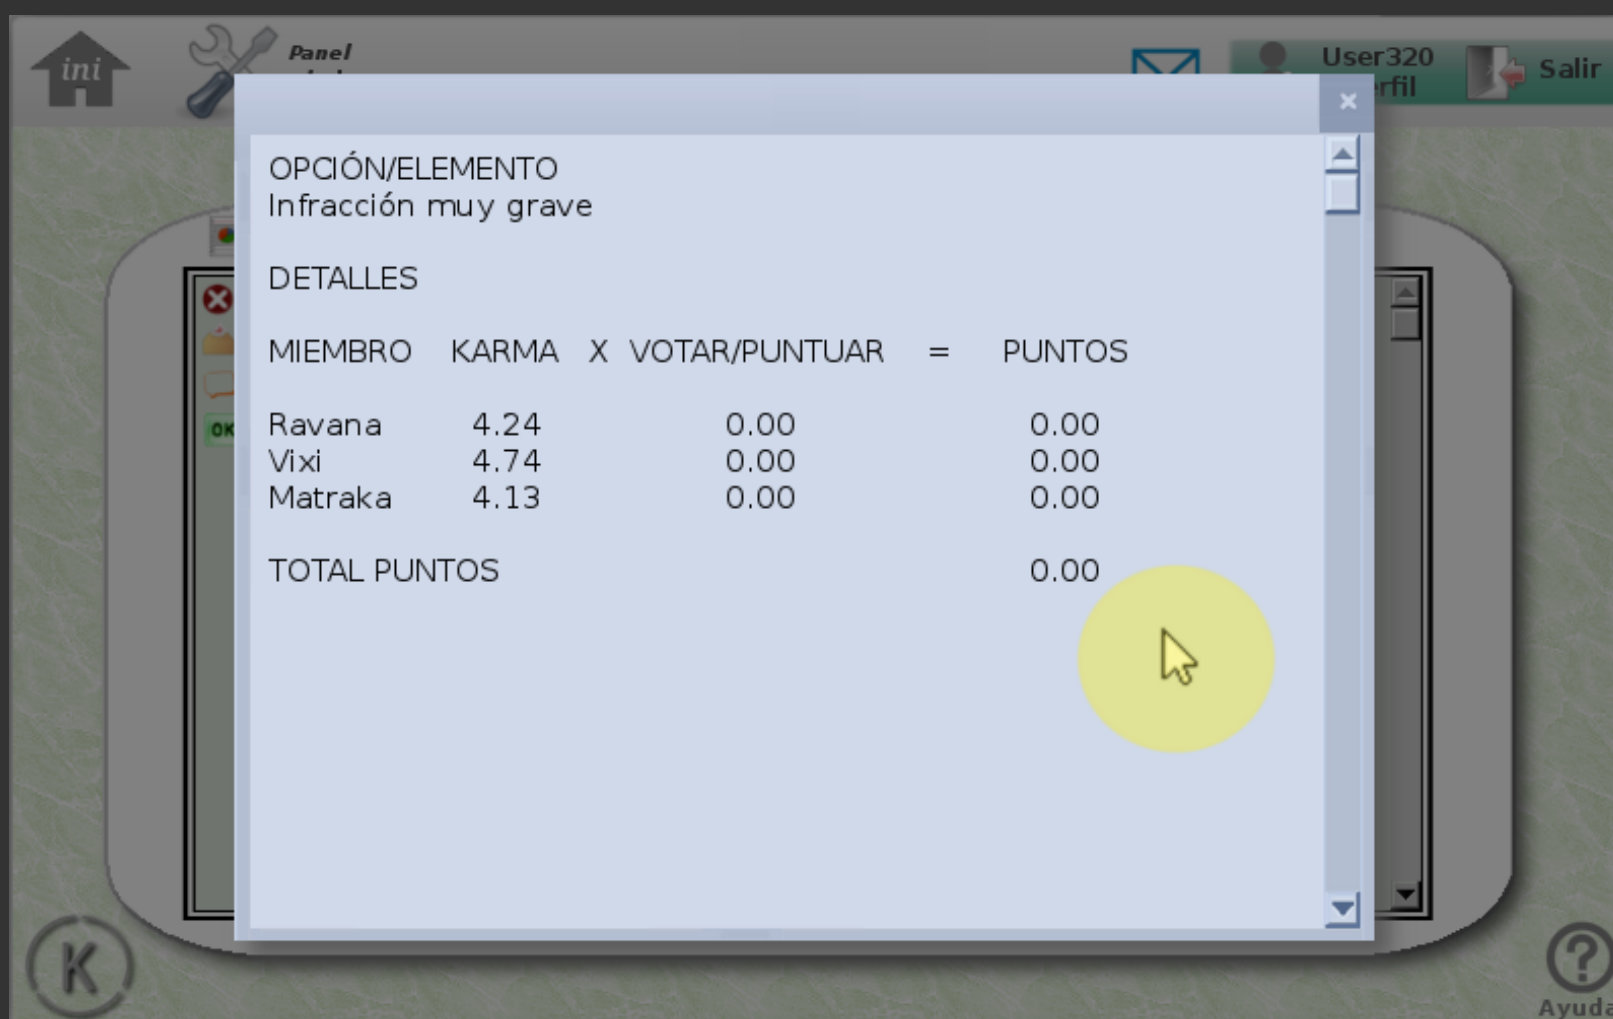 ini
Panel
User320
rfil
Salir
×
OPCIÓN/ELEMENTO
Infracción muy grave
DETALLES
MIEMBRO KARMA X VOTAR/PUNTUAR = PUNTOS
Ravana 4.24 0.00 0.00
Vixi 4.74 0.00 0.00
Matraka 4.13 0.00 0.00
TOTAL PUNTOS 0.00
OK
K
?
Ayuda